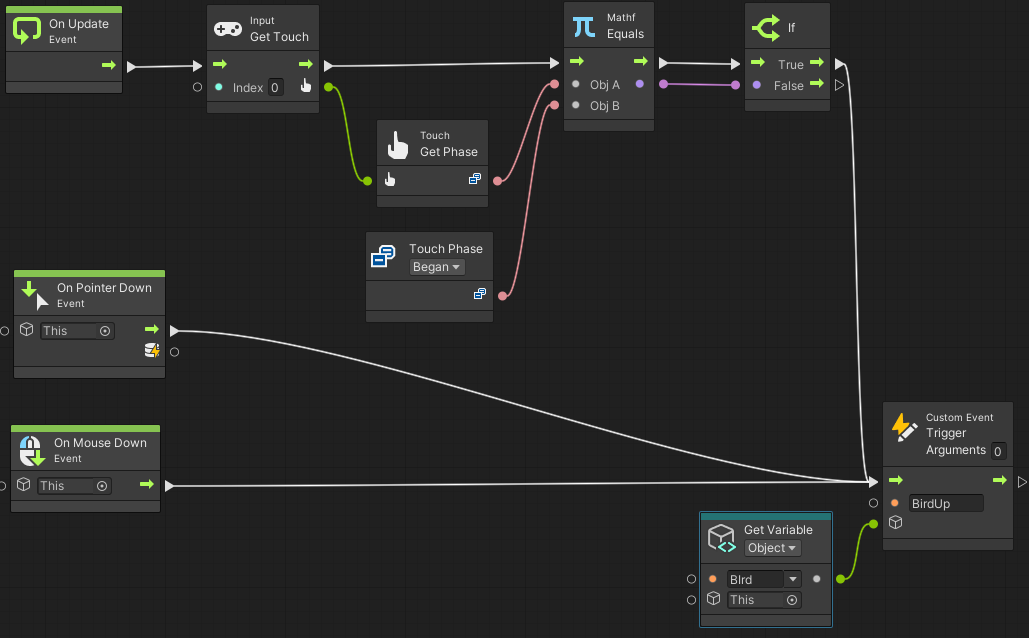 On Update
Event
Input
Get Touch
Index 0
Touch
Get Phase
Touch Phase
Began
Mathf
Equals
Obj A
Obj B
If
True
False
On Pointer Down
Event
This
On Mouse Down
Event
This
Get Variable
Object
BIrd
This
Custom Event
Trigger
Arguments 0
BirdUp